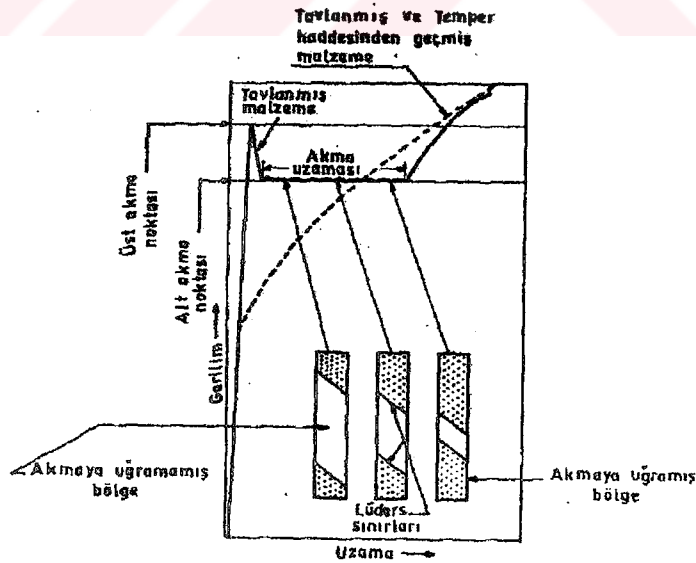 Tavlanmış ve Temper
haddesinden geçmiş
malzeme
Tavlanmış
malzeme
Akma
uzaması
Üst akma
noktası
Alt akma
noktası
Gerilim
Akmaya uğramamış
bölge
Lüders
sınırları
Akmaya uğramış
bölge
Uzama